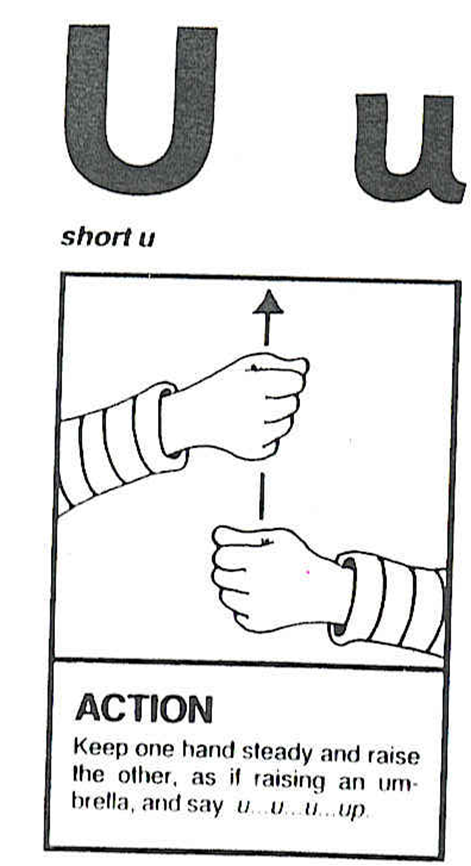 U u
short u
ACTION
Keep one hand steady and raise
the other, as if raising an um-
brella, and say u...u...u...up.